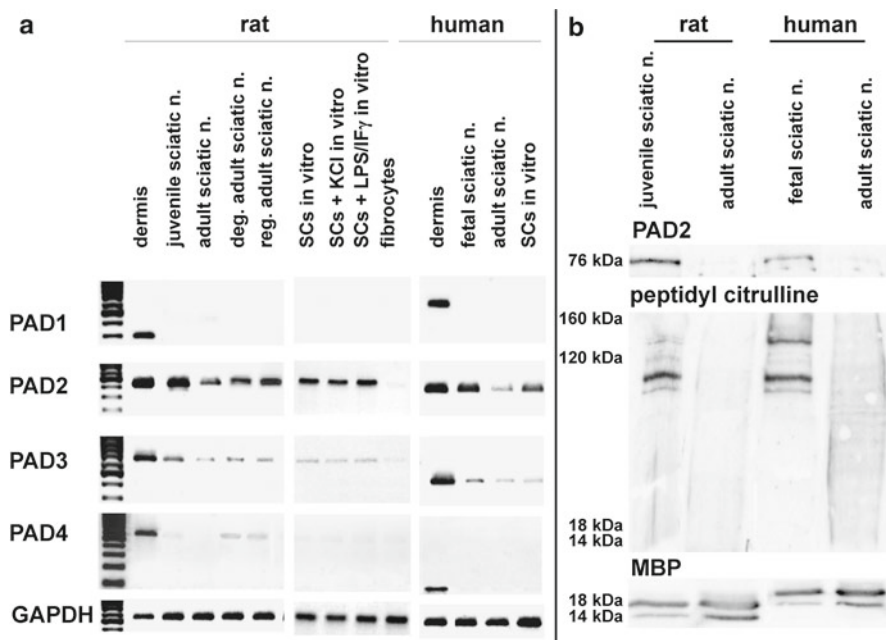 a
rat
human
dermis
juvenile sciatic n.
adult sciatic n.
deg. adult sciatic n.
reg. adult sciatic n.
SCs in vitro
SCs + KCl in vitro
SCs + LPS/IFγ in vitro
fibrocytes
dermis
fetal sciatic n.
adult sciatic n.
SCs in vitro
PAD1
PAD2
PAD3
PAD4
GAPDH
b
rat
human
juvenile sciatic n.
adult sciatic n.
fetal sciatic n.
adult sciatic n.
PAD2
76 kDa
peptidyl citrulline
160 kDa
120 kDa
18 kDa
14 kDa
MBP
18 kDa
14 kDa